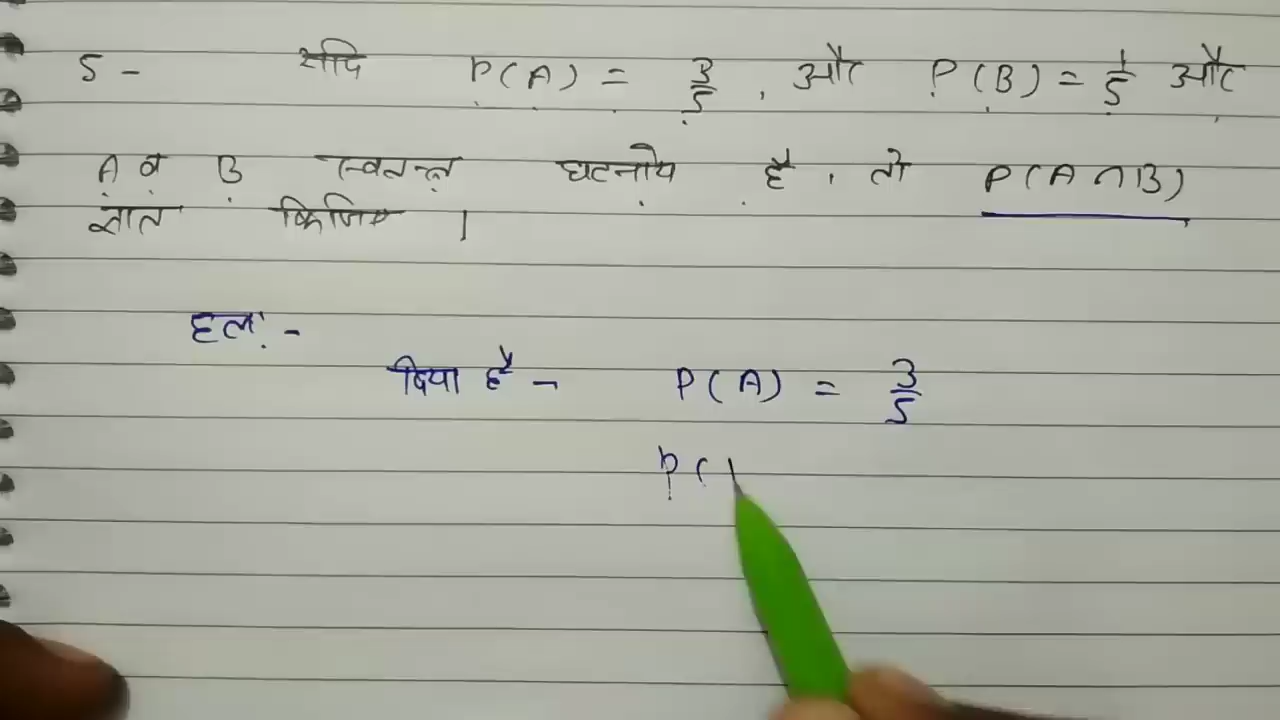 5 - यदि P(A) = 3/5, और P(B) = 1/5 और
A व B स्वतन्त्र घटनाये है, तो P(A∩B)
ज्ञात किजिए ।
हल: -
दिया है - P(A) = 3/5
P(